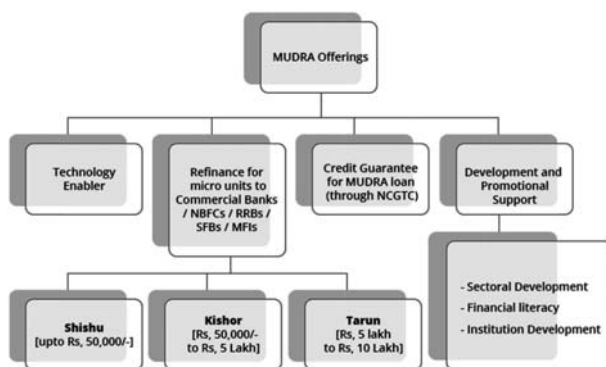 MUDRA Offerings
Technology
Enabler
Refinance for
micro units to
Commercial Banks
/ NBFCs / RRBs /
SFBs / MFIs
Credit Guarantee
for MUDRA loan
(through NCGTC)
Development and
Promotional
Support
Shishu
[upto Rs, 50,000/-]
Kishor
[Rs, 50,000/-
to Rs, 5 Lakh]
Tarun
[Rs, 5 lakh
to Rs, 10 Lakh]
- Sectoral Development
- Financial literacy
- Institution Development